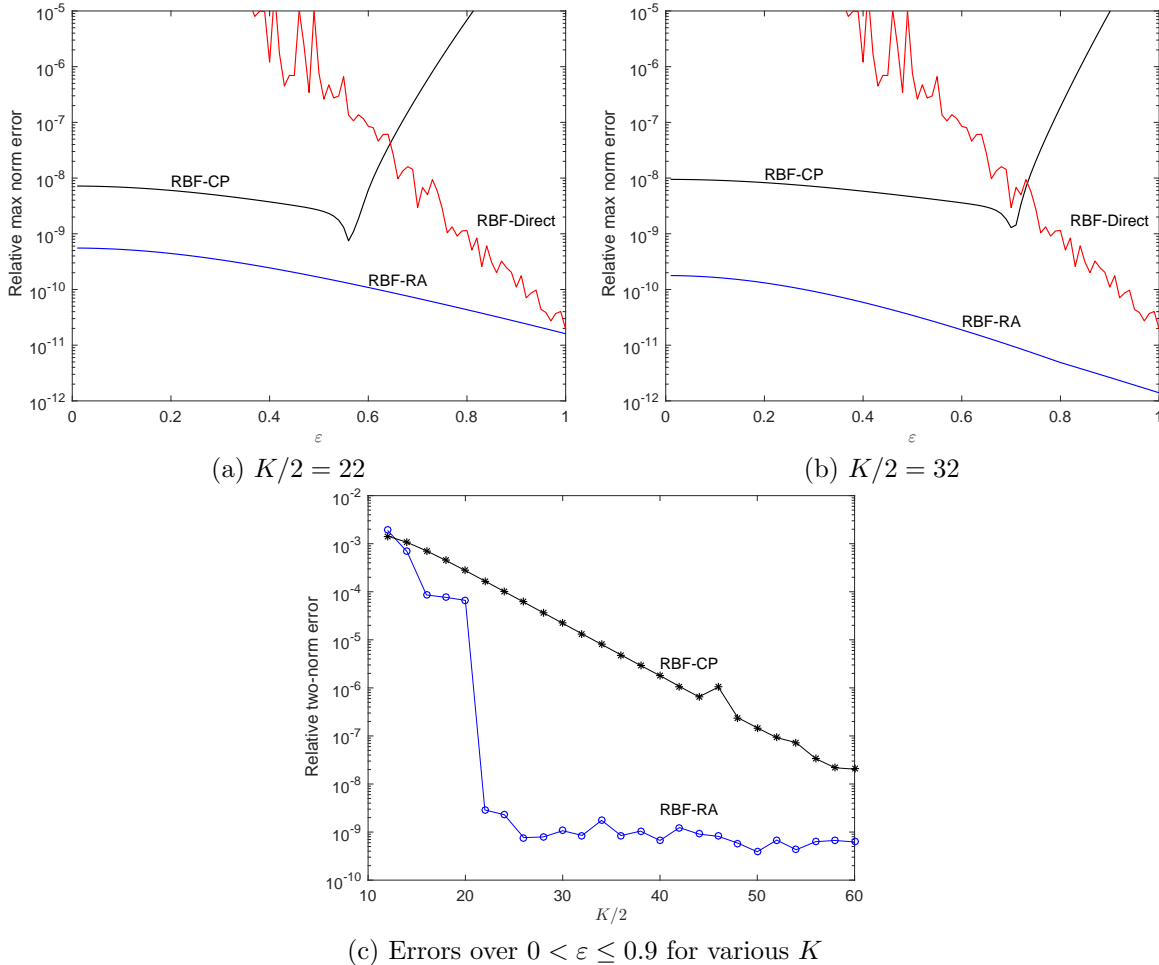 10^-5
10^-6
10^-7
10^-8
10^-9
10^-10
10^-11
10^-12
Relative max norm error
RBF-CP
RBF-Direct
RBF-RA
0 0.2 0.4 0.6 0.8 1
ε
(a) K/2 = 22
10^-5
10^-6
10^-7
10^-8
10^-9
10^-10
10^-11
10^-12
Relative max norm error
RBF-CP
RBF-Direct
RBF-RA
0 0.2 0.4 0.6 0.8 1
ε
(b) K/2 = 32
10^-2
10^-3
10^-4
10^-5
10^-6
10^-7
10^-8
10^-9
10^-10
Relative two-norm error
RBF-CP
RBF-RA
10 20 30 40 50 60
K/2
(c) Errors over 0 < ε ≤ 0.9 for various K